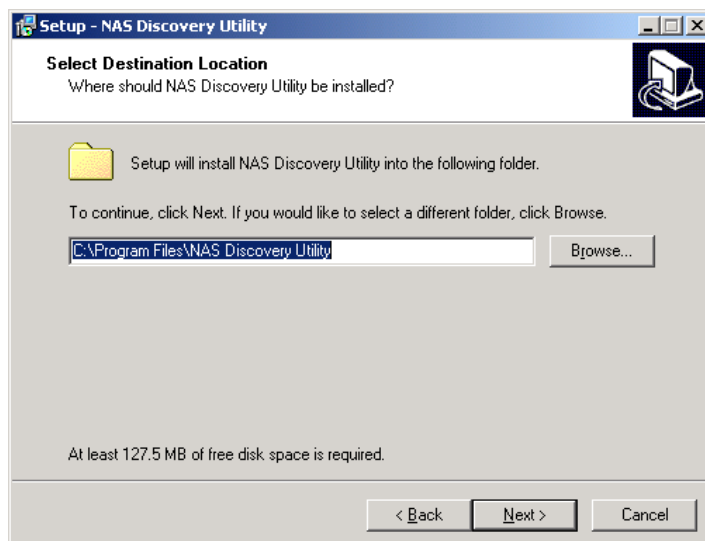 Setup - NAS Discovery Utility
Select Destination Location
Where should NAS Discovery Utility be installed?
Setup will install NAS Discovery Utility into the following folder.
To continue, click Next. If you would like to select a different folder, click Browse.
C:\Program Files\NAS Discovery Utility
Browse...
At least 127.5 MB of free disk space is required.
< Back
Next >
Cancel